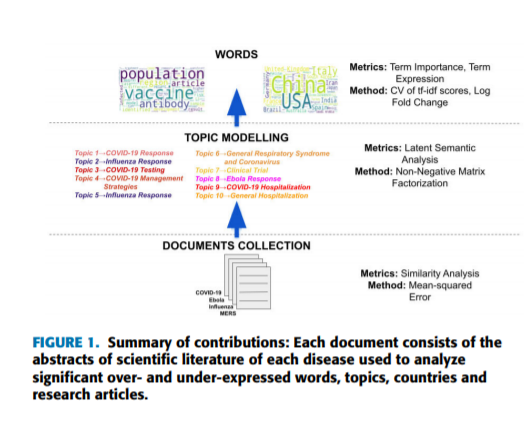 WORDS
population
region article
vaccine
antibody
Italy
China
Iran
USA
India
Brazil
Spain
Metrics: Term Importance, Term
Expression
Method: CV of tf-idf scores, Log
Fold Change
TOPIC MODELLING
Topic 1→COVID-19 Response
Topic 2→Influenza Response
Topic 3→COVID-19 Testing
Topic 4→COVID-19 Management
Strategies
Topic 5→Influenza Response
Topic 6→General Respiratory Syndrome
and Coronavirus
Topic 7→Clinical Trial
Topic 8→Ebola Response
Topic 9→COVID-19 Hospitalization
Topic 10→General Hospitalization
Metrics: Latent Semantic
Analysis
Method: Non-Negative Matrix
Factorization
DOCUMENTS COLLECTION
COVID-19
Ebola
Influenza
MERS
Metrics: Similarity Analysis
Method: Mean-squared
Error
FIGURE 1. Summary of contributions: Each document consists of the
abstracts of scientific literature of each disease used to analyze
significant over- and under-expressed words, topics, countries and
research articles.